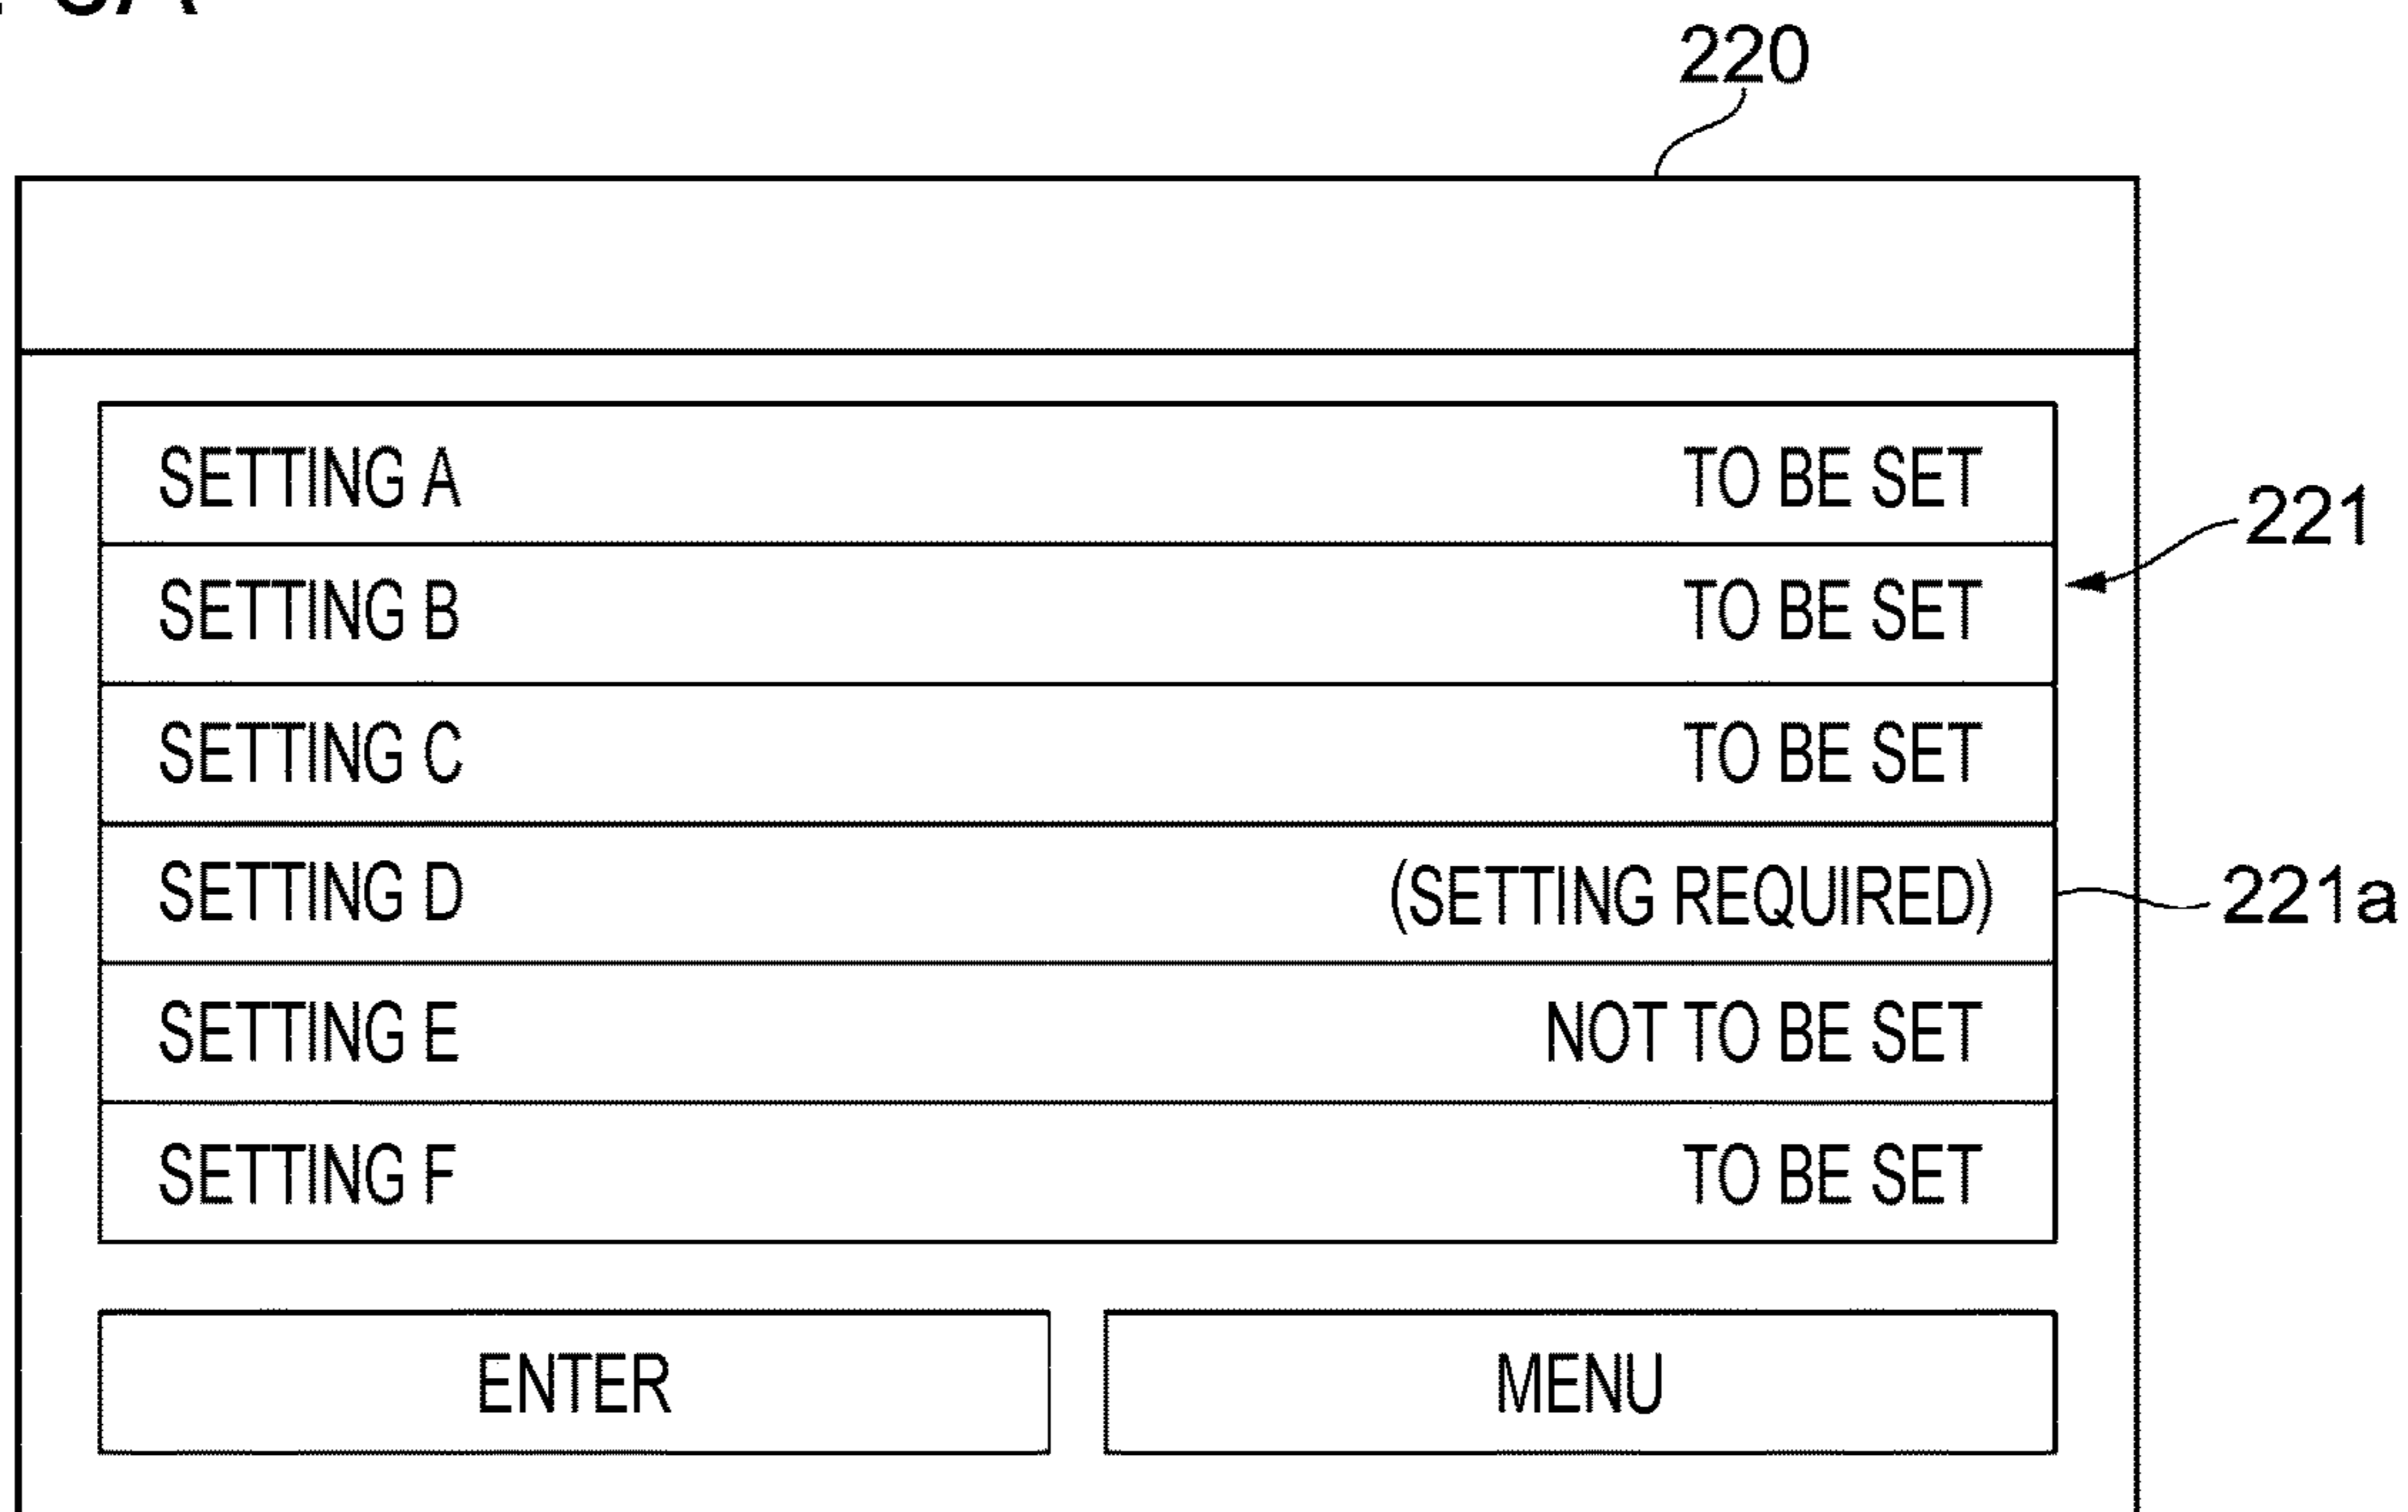 220
SETTING A TO BE SET
221
SETTING B TO BE SET
SETTING C TO BE SET
SETTING D (SETTING REQUIRED)
221a
SETTING E NOT TO BE SET
SETTING F TO BE SET
ENTER MENU